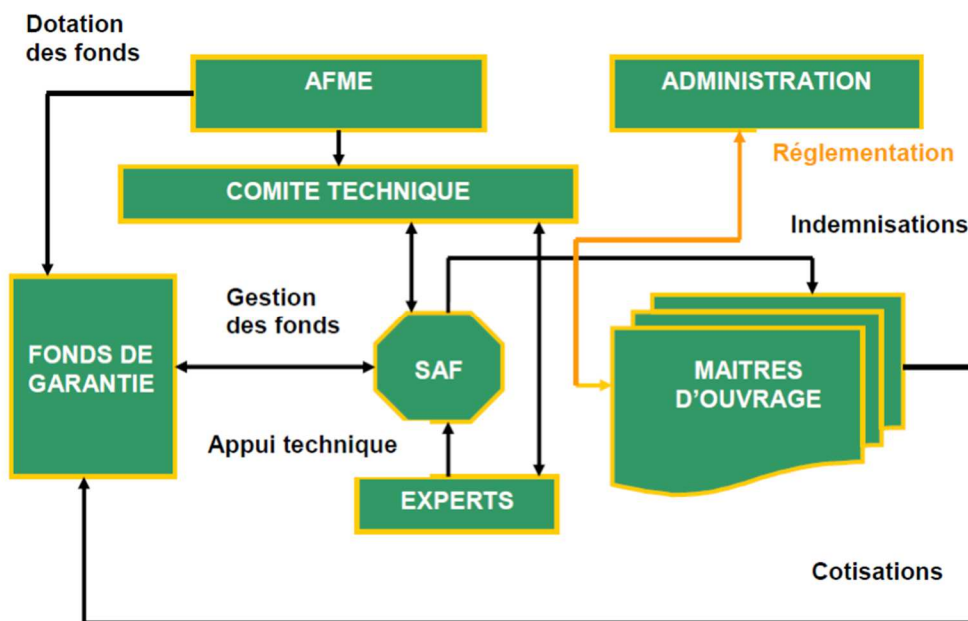 Dotation
des fonds
AFME
ADMINISTRATION
Réglementation
COMITE TECHNIQUE
Indemnisations
Gestion
des fonds
FONDS DE
GARANTIE
SAF
MAITRES
D'OUVRAGE
Appui technique
EXPERTS
Cotisations